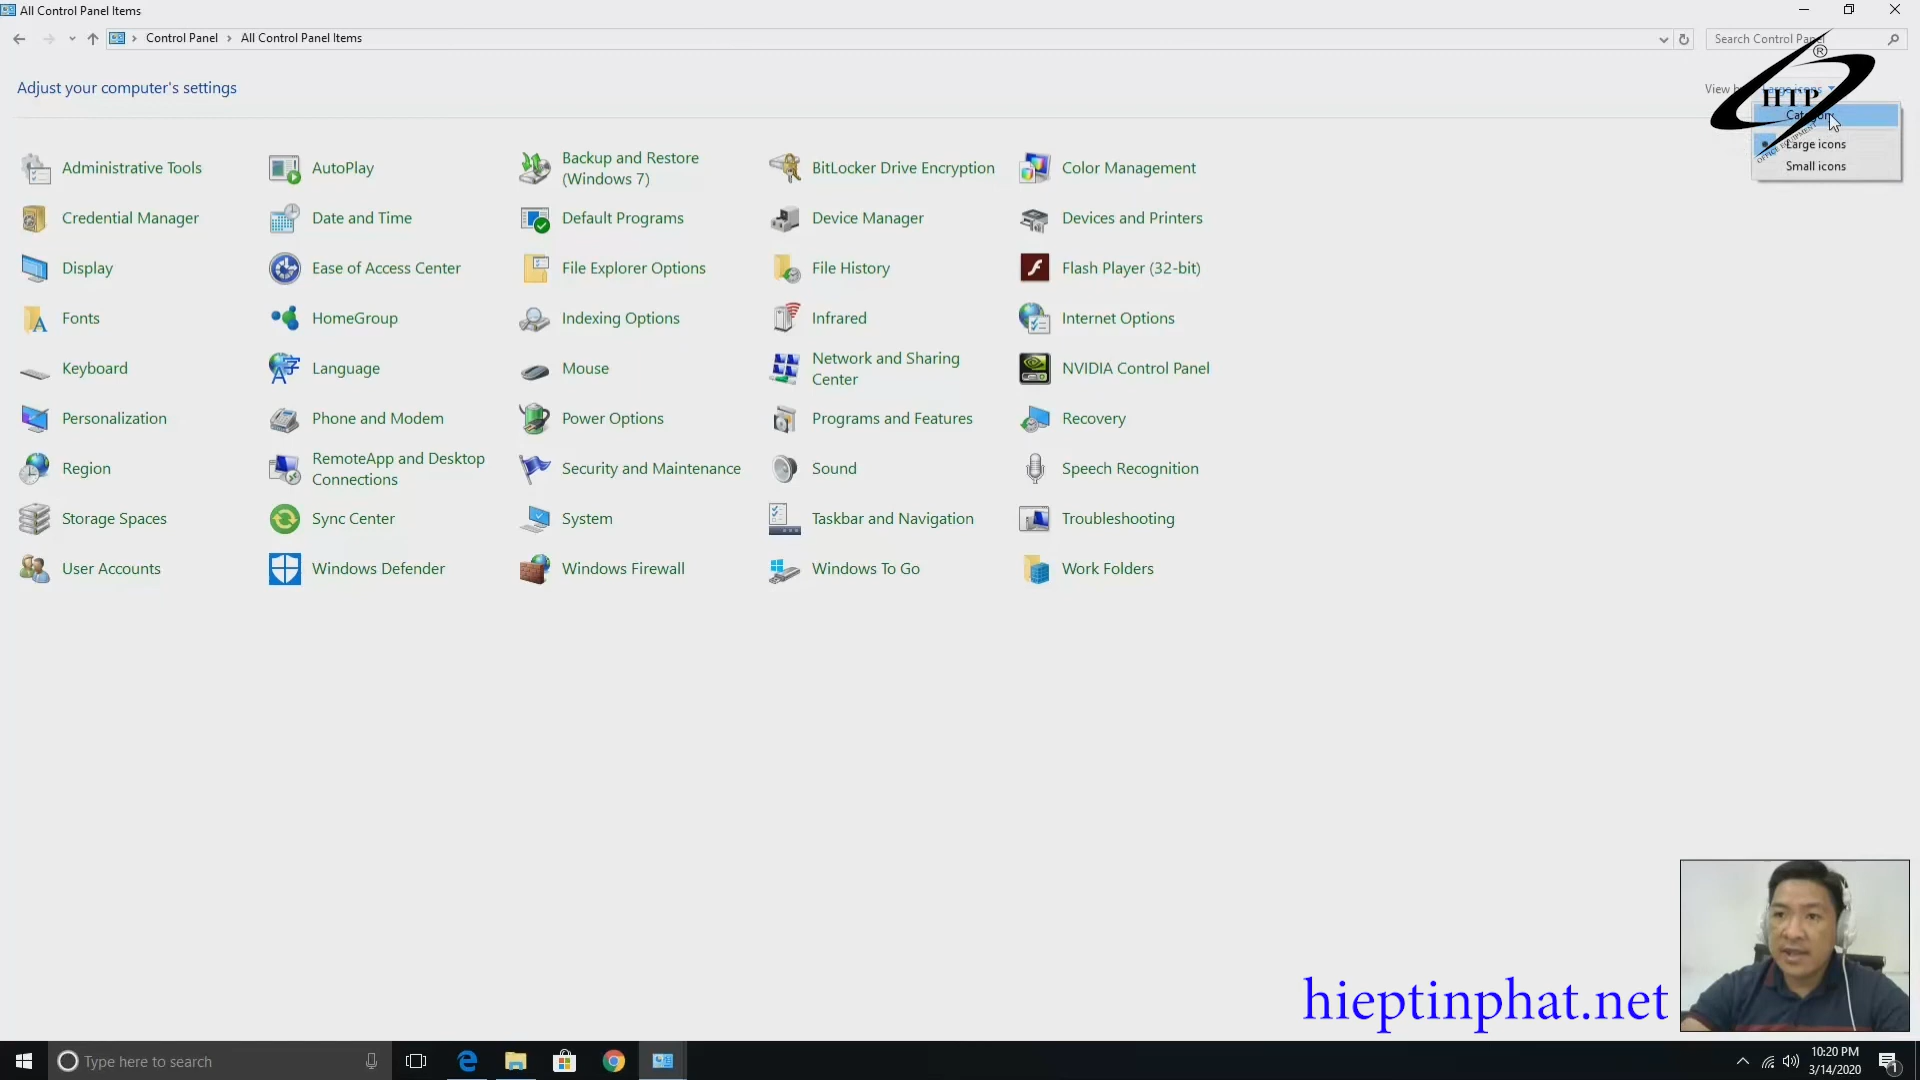 All Control Panel Items
Control Panel
All Control Panel Items
Search Control Panel
Adjust your computer's settings
View by
Large icons
®
HTP
Category
Large icons
Small icons
Administrative Tools
AutoPlay
Backup and Restore
(Windows 7)
BitLocker Drive Encryption
Color Management
Credential Manager
Date and Time
Default Programs
Device Manager
Devices and Printers
Display
Ease of Access Center
File Explorer Options
File History
Flash Player (32-bit)
Fonts
HomeGroup
Indexing Options
Infrared
Internet Options
Keyboard
Language
Mouse
Network and Sharing
Center
NVIDIA Control Panel
Personalization
Phone and Modem
Power Options
Programs and Features
Recovery
Region
RemoteApp and Desktop
Connections
Security and Maintenance
Sound
Speech Recognition
Storage Spaces
Sync Center
System
Taskbar and Navigation
Troubleshooting
User Accounts
Windows Defender
Windows Firewall
Windows To Go
Work Folders
hieptinphat.net
Type here to search
10:20 PM
3/14/2020
1